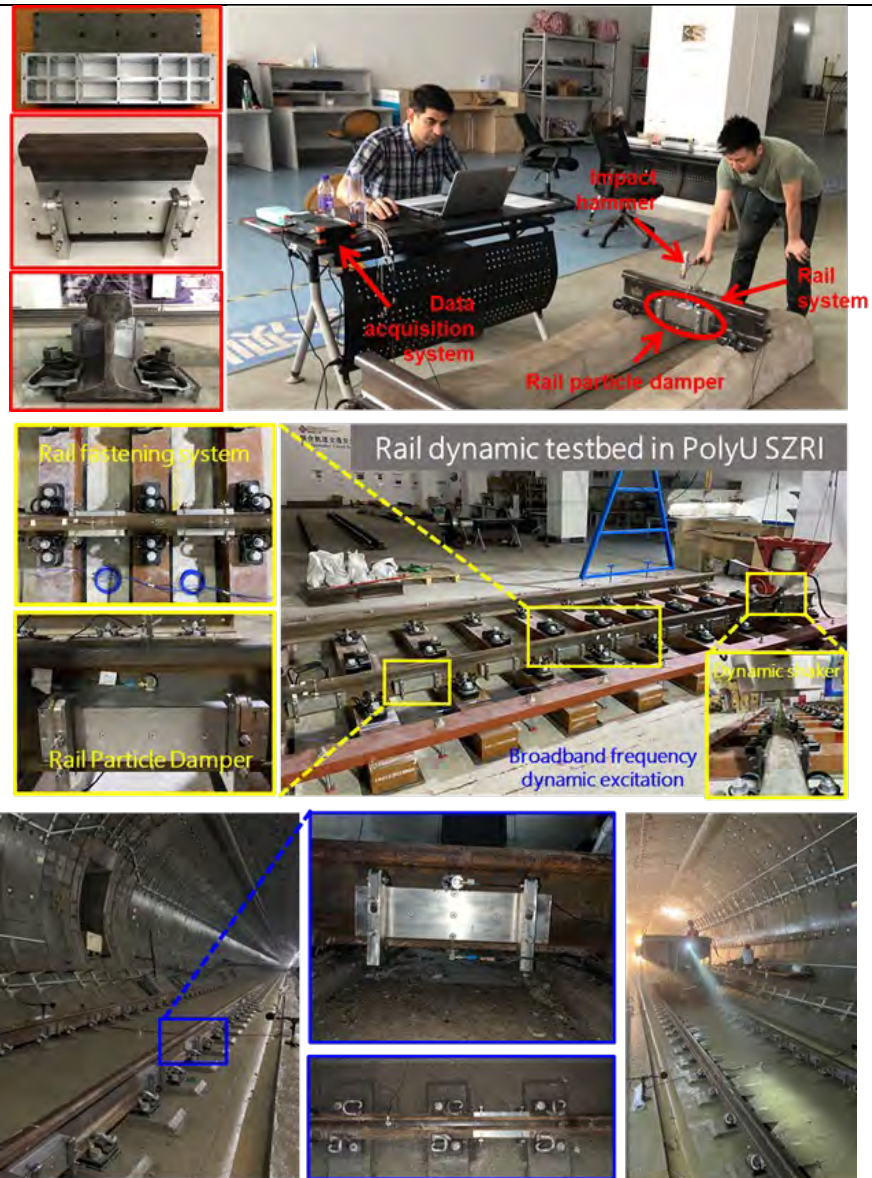 Impact
hammer
Rail
system
Data
acquisition
system
Rail particle damper
Rail fastening system
Rail dynamic testbed in PolyU SZRI
Rail Particle Damper
Dynamic shaker
Broadband frequency
dynamic excitation